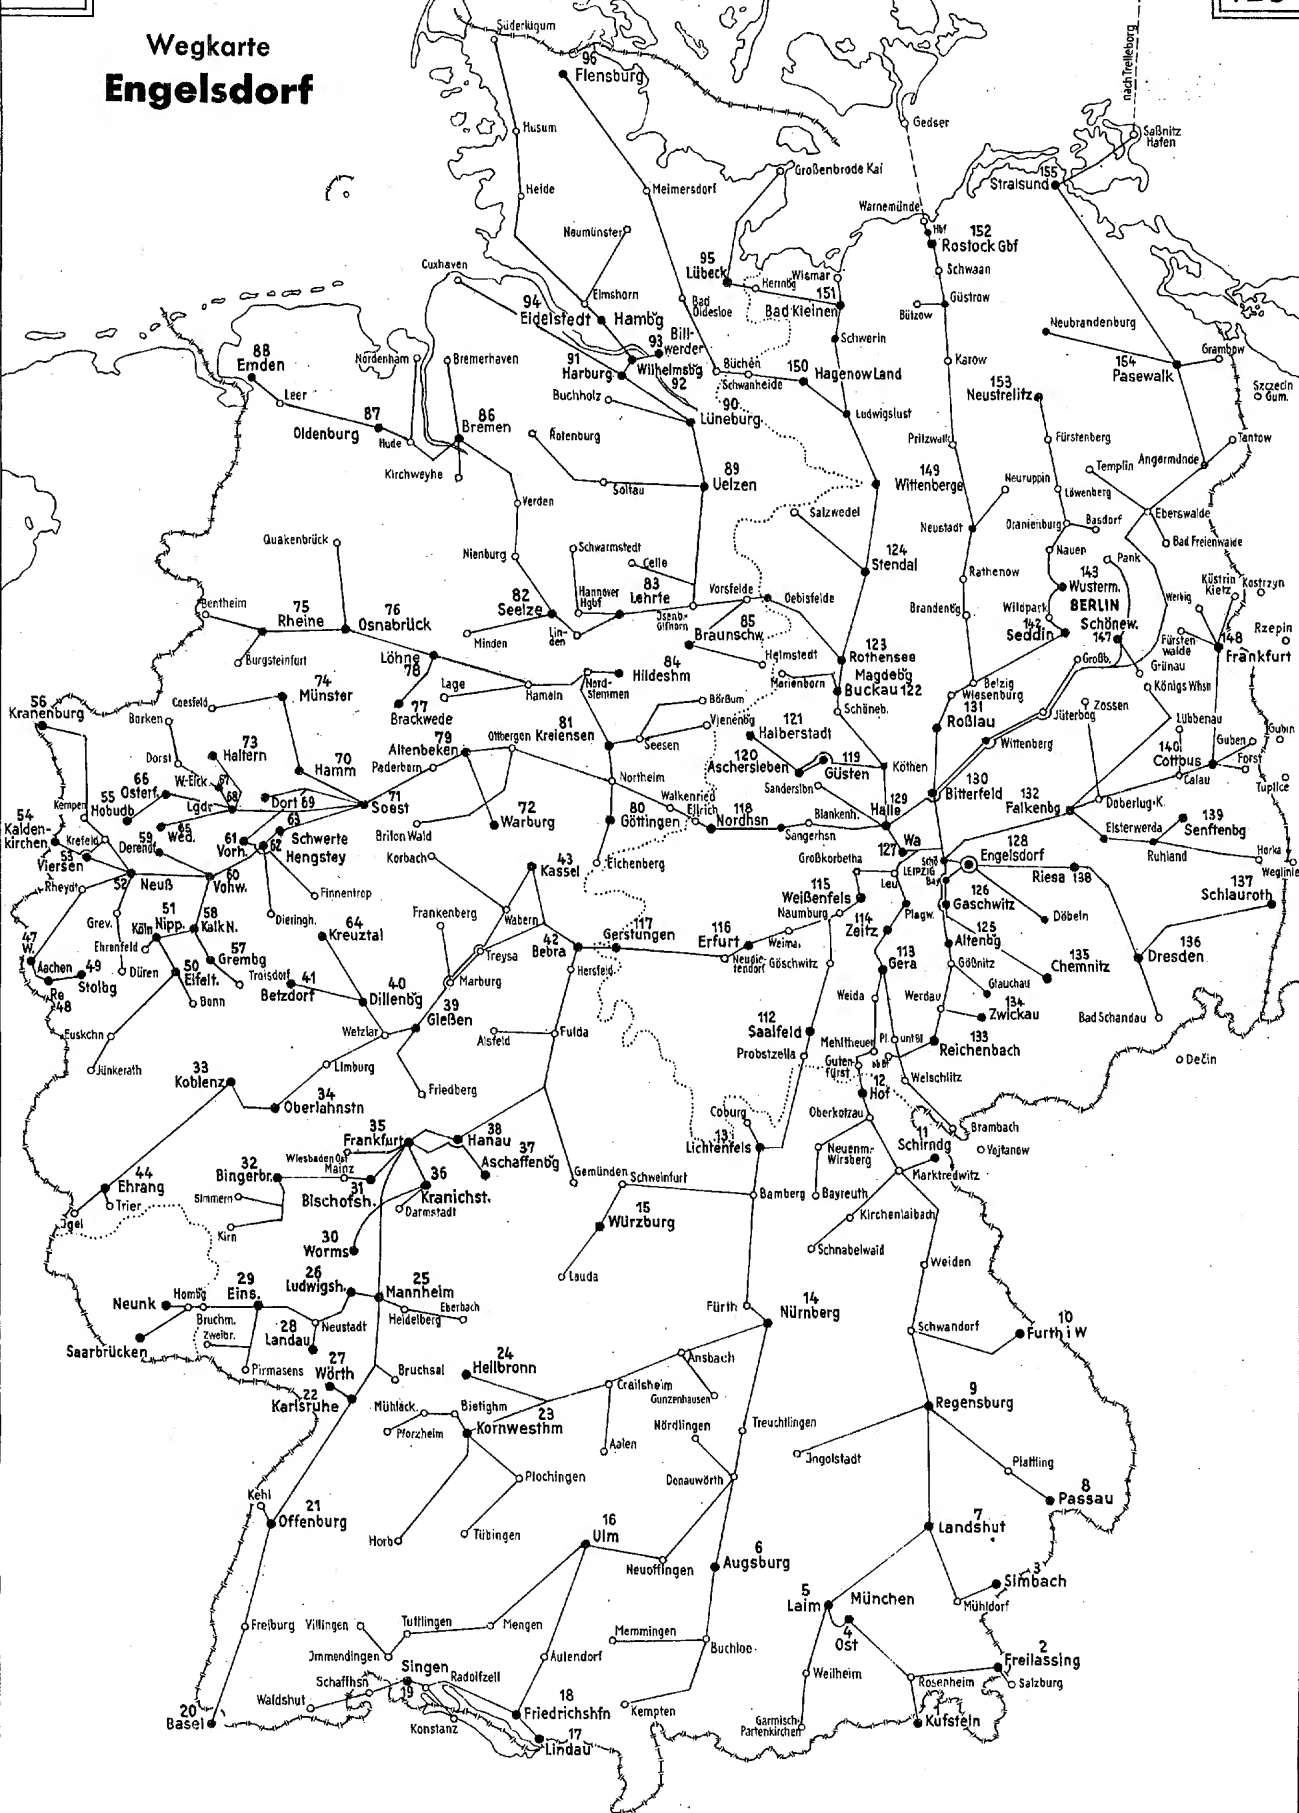 Wegkarte
Engelsdorf
Süderlügum
96
Flensburg
nach Trelleborg
Gedser
Saßnitz
Hafen
Husum
Großenbrode Kai
155
Stralsund
Heide
Meimersdorf
Warnemünde
Hbf
152
Rostock Gbf
Neumünster
95
Lübeck
Wismar
Schwaan
Cuxhaven
Herrnbg
151
Bad Kleinen
Güstrow
Bützow
94
Eidelstedt
Elmshorn
Hambg
Bad
Oldesloe
93
Bill-
werder
Neubrandenburg
Schwerin
88
Emden
Nordenham
Bremerhaven
91
Harburg
Wilhelmsbg
92
Büchen
Schwanheide
150
Hagenow Land
Karow
154
Pasewalk
Grambow
Szczecin
Gum.
Leer
Buchholz
90
Lüneburg
153
Neustrelitz
Ludwigslust
87
Oldenburg
Hude
86
Bremen
Rotenburg
Pritzwalk
Fürstenberg
Tantow
Angermünde
Kirchweyhe
Soltau
89
Uelzen
149
Wittenberge
Neuruppin
Templin
Löwenberg
Verden
Salzwedel
Neustadt
Oranienburg
Basdorf
Eberswalde
Quakenbrück
Nienburg
Schwarmstedt
Celle
124
Stendal
Nauen
Pank
Bad Freienwalde
Rathenow
143
Wusterm.
Küstrin
Kietz
Kostrzyn
Bentheim
75
Rheine
76
Osnabrück
82
Seelze
Hannover
Hgbf
83
Lehrte
Vorsfelde
Oebisfelde
Brandenbg
Wildpark
BERLIN
Werbig
Lin-
den
Isenb-
Gifhorn
85
Braunschw.
142
Seddin
Schönew.
147
Fürsten
walde
148
Frankfurt
Rzepin
Minden
Burgsteinfurt
Löhne
78
Helmstedt
123
Rothensee
Großb.
Grünau
84
Hildeshm
Marienborn
Magdebg
Buckau 122
Belzig
Wiesenburg
Königs Whsn
74
Münster
Lage
Hameln
Nord-
stemmen
Coesfeld
77
Brackwede
Börßum
Schöneb.
131
Roßlau
Zossen
Jüterbog
56
Kranenburg
Borken
81
Kreiensen
Vienenbg
121
Halberstadt
Lübbenau
79
Altenbeken
Ottbergen
Seesen
Wittenberg
140
Cottbus
Guben
Gubin
Dorst
73
Haltern
70
Hamm
Paderborn
120
Aschersleben
119
Güsten
Köthen
Forst
66
Osterf.
W-Eick
67
Northeim
130
Bitterfeld
Calau
Tuplice
55
Hobudb
68
Lgdr
Dort 69
71
Soest
Walkenried
Sanderslbn
132
Falkenbg
Doberlug-K.
54
Kalden-
kirchen
Kempen
59
Derendf
65
Wed.
63
Schwerte
72
Warburg
80
Göttingen
Ellrich
118
Nordhsn
Blankenh.
Sangerhsn
129
Halle
139
Senftenbg
Elsterwerda
Krefeld
61
Vorh.
62
Hengstey
Brilon Wald
Wa
127
Ruhland
Horka
Weglinie
53
Viersen
Korbach
Eichenberg
Großkorbetha
Schö
LEIPZIG
Bay
128
Engelsdorf
Rheydt
52
Neuß
60
Vohw.
Finnentrop
43
Kassel
Leu
Riesa 138
137
Schlauroth
Grev.
51
Nipp.
58
Kalk N.
Dieringh.
Frankenberg
Wabern
115
Weißenfels
126
Gaschwitz
Döbeln
Köln
64
Kreuztal
Naumburg
Plagw.
Ehrenfeld
47
W
57
Grembg
42
Bebra
117
Gerstungen
116
Erfurt
Weimar
114
Zeitz
125
Altenbg
136
Dresden
Aachen
49
Stolbg
Düren
50
Eifelt.
Troisdorf
41
Betzdorf
40
Dillenbg
Treysa
Neudie-
tendorf
Göschwitz
113
Gera
Gößnitz
135
Chemnitz
Re
48
Bonn
Marburg
Hersfeld
Glauchau
39
Gießen
Weida
Werdau
134
Zwickau
Bad Schandau
Euskchn
Wetzlar
Alsfeld
Fulda
112
Saalfeld
Mehltheuer
Pl.
unt Bf
133
Reichenbach
Jünkerath
33
Koblenz
Limburg
Friedberg
Probstzella
Guten-
fürst
Děčín
34
Oberlahnstn
12
Hof
Weischlitz
Coburg
Oberkotzau
Brambach
35
Frankfurt
38
Hanau
13
Lichtenfels
11
Schirndg
Vojtanow
Wiesbaden Ost
37
Aschaffenbg
Neuenm.-
Wirsberg
44
Ehrang
32
Bingerbr.
Mainz
36
Kranichst.
Gemünden
Schweinfurt
Marktredwitz
Trier
Simmern
31
Bischofsh.
Bamberg
Bayreuth
Igel
Darmstadt
15
Würzburg
Kirchenlaibach
Kirn
30
Worms
Schnabelwaid
Weiden
Lauda
26
Ludwigsh.
25
Mannheim
Neunk
Hombg
29
Eins.
14
Nürnberg
Fürth
Bruchm.
Heidelberg
Eberbach
10
Furth i W
Zweibr.
28
Landau
Neustadt
Schwandorf
Saarbrücken
Pirmasens
27
Wörth
Bruchsal
24
Heilbronn
Ansbach
Crailsheim
22
Karlsruhe
Gunzenhausen
9
Regensburg
Mühlack.
Bietighm
23
Kornwesthm
Nördlingen
Treuchtlingen
Pforzheim
Aalen
Ingolstadt
Plattling
Plochingen
Donauwörth
Kehl
21
Offenburg
8
Passau
Horb
Tübingen
16
Ulm
7
Landshut
Neuoffingen
6
Augsburg
3
Simbach
5
Laim
München
Mühldorf
4
Ost
Freiburg
Villingen
Tuttlingen
Mengen
Memmingen
Buchloe
Immendingen
Aulendorf
2
Freilassing
Singen
Radolfzell
Weilheim
Rosenheim
Salzburg
Schaffhsn
19
Waldshut
18
Friedrichshfn
Kempten
20
Basel
Konstanz
Garmisch-
Partenkirchen
1
Kufstein
17
Lindau